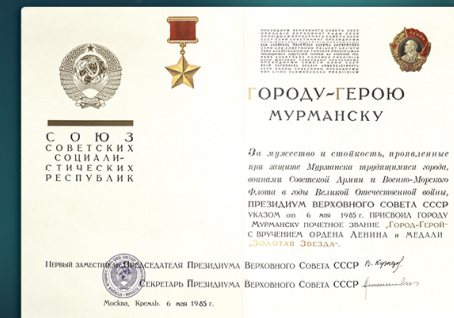 СОЮЗ
СОВЕТСКИХ
СОЦИАЛИ-
СТИЧЕСКИХ
РЕСПУБЛИК
ГОРОДУ-ГЕРОЮ
МУРМАНСКУ
За мужество и стойкость, проявленные
при защите Мурманска трудящимися города,
воинами Советской Армии и Военно-Морского
Флота в годы Великой Отечественной войны,
ПРЕЗИДИУМ ВЕРХОВНОГО СОВЕТА СССР
УКАЗОМ от 6 мая 1985 г. ПРИСВОИЛ ГОРОДУ
МУРМАНСКУ ПОЧЕТНОЕ ЗВАНИЕ „ГОРОД-ГЕРОЙ“
С ВРУЧЕНИЕМ ОРДЕНА ЛЕНИНА И МЕДАЛИ
„ЗОЛОТАЯ ЗВЕЗДА“.
ПЕРВЫЙ ЗАМЕСТИТЕЛЬ ПРЕДСЕДАТЕЛЯ ПРЕЗИДИУМА ВЕРХОВНОГО СОВЕТА СССР
СЕКРЕТАРЬ ПРЕЗИДИУМА ВЕРХОВНОГО СОВЕТА СССР
МОСКВА, КРЕМЛЬ. 6 мая 1985 г.